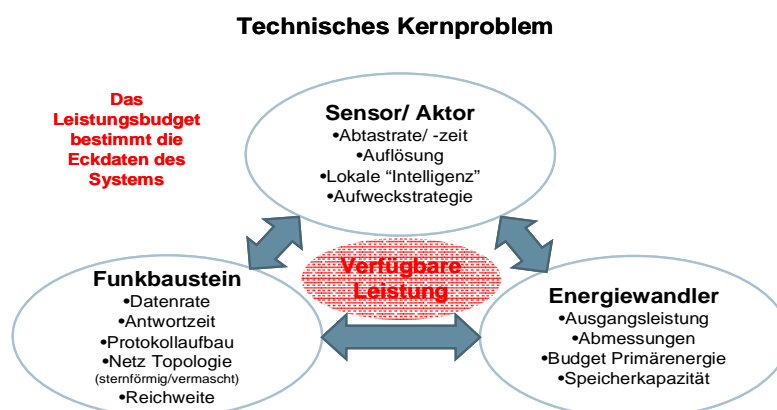 Technisches Kernproblem
Das
Leistungsbudget
bestimmt die
Eckdaten des
Systems
Sensor/ Aktor
•Abtastrate/ -zeit
•Auflösung
•Lokale “Intelligenz”
•Aufweckstrategie
Verfügbare
Leistung
Funkbaustein
•Datenrate
•Antwortzeit
•Protokollaufbau
•Netz Topologie
(sternförmig/vermascht)
•Reichweite
Energiewandler
•Ausgangsleistung
•Abmessungen
•Budget Primärenergie
•Speicherkapazität